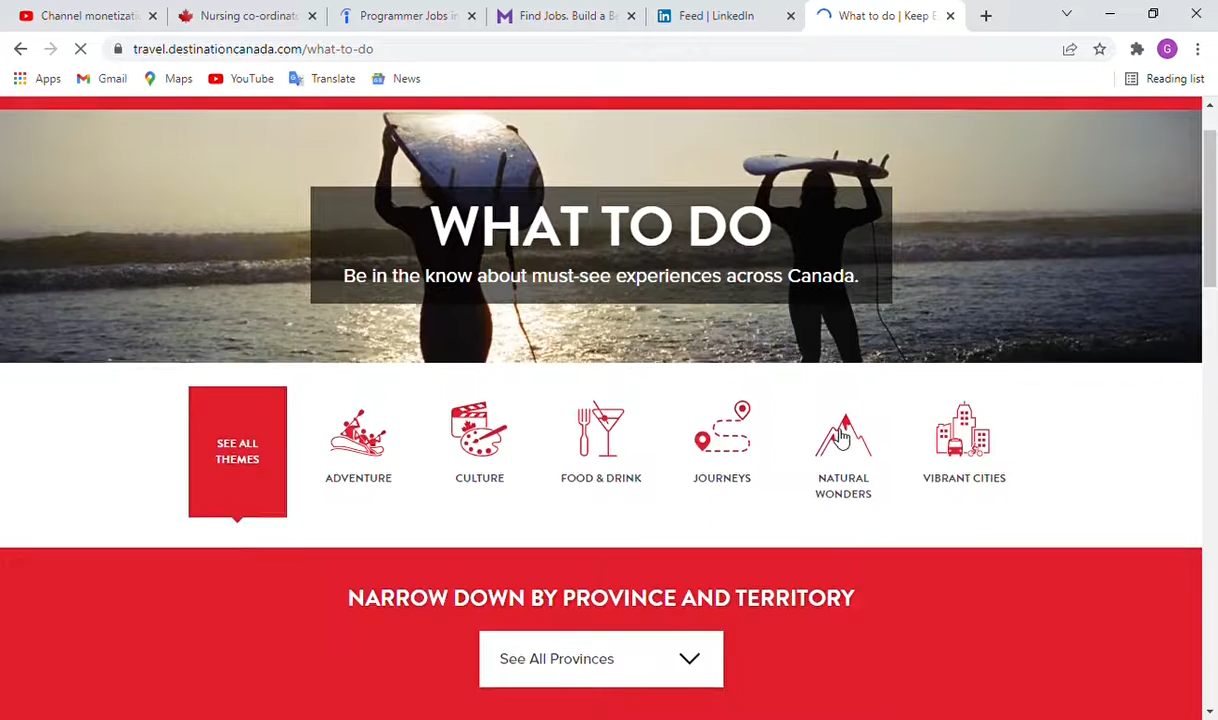 Channel monetizati
Nursing co-ordinato
Programmer Jobs in
Find Jobs. Build a Be
Feed | LinkedIn
What to do | Keep E
travel.destinationcanada.com/what-to-do
G
Apps
Gmail
Maps
YouTube
Translate
News
Reading list
WHAT TO DO
Be in the know about must-see experiences across Canada.
SEE ALL
THEMES
ADVENTURE
CULTURE
FOOD & DRINK
JOURNEYS
NATURAL
WONDERS
VIBRANT CITIES
NARROW DOWN BY PROVINCE AND TERRITORY
See All Provinces